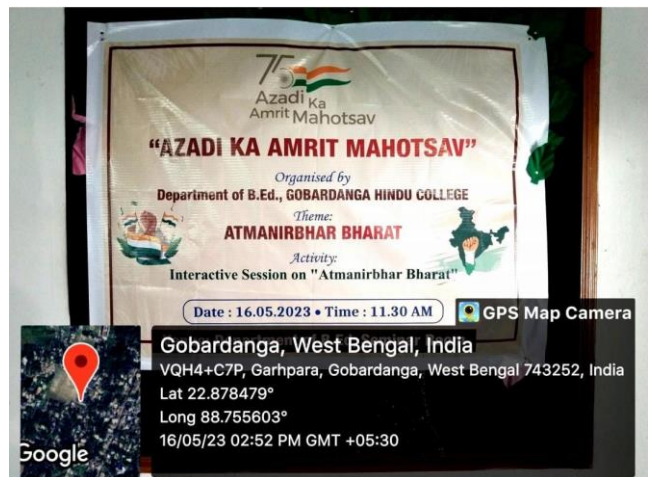 75
Azadi Ka
Amrit Mahotsav
"AZADI KA AMRIT MAHOTSAV"
Organised by
Department of B.Ed., GOBARDANGA HINDU COLLEGE
Theme:
ATMANIRBHAR BHARAT
Activity:
Interactive Session on "Atmanirbhar Bharat"
Date : 16.05.2023 • Time : 11.30 AM
GPS Map Camera
Gobardanga, West Bengal, India
VQH4+C7P, Garhpara, Gobardanga, West Bengal 743252, India
Lat 22.878479°
Long 88.755603°
16/05/23 02:52 PM GMT +05:30
Google